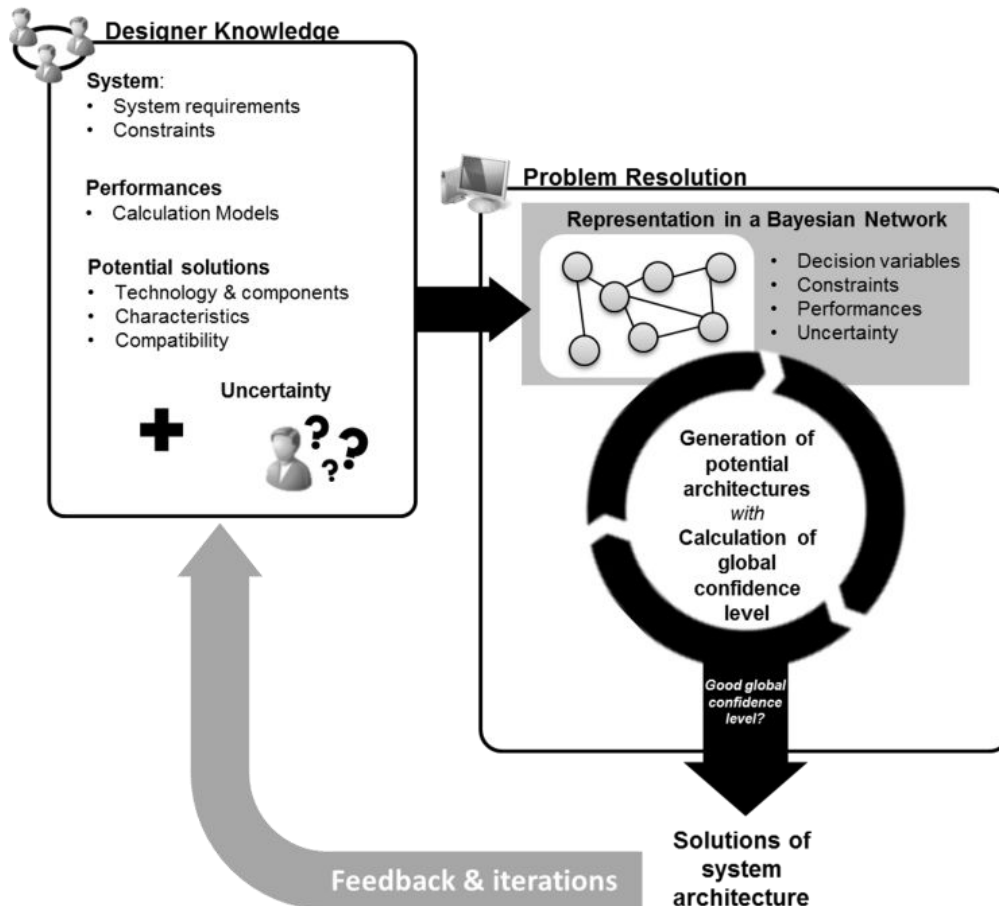 Designer Knowledge
System:
• System requirements
• Constraints
Performances
• Calculation Models
Potential solutions
• Technology & components
• Characteristics
• Compatibility
Uncertainty
? ? ?
Problem Resolution
Representation in a Bayesian Network
• Decision variables
• Constraints
• Performances
• Uncertainty
Generation of
potential
architectures
with
Calculation of
global
confidence
level
Good global
confidence
level?
Solutions of
system
architecture
Feedback & iterations